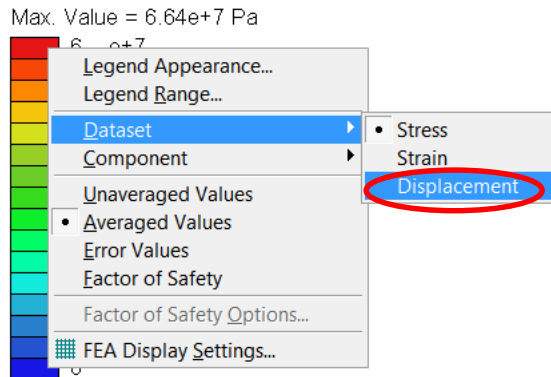 Max. Value = 6.64e+7 Pa
Legend Appearance...
Legend Range...
Dataset
Component
Unaveraged Values
Averaged Values
Error Values
Factor of Safety
Factor of Safety Options...
FEA Display Settings...
Stress
Strain
Displacement